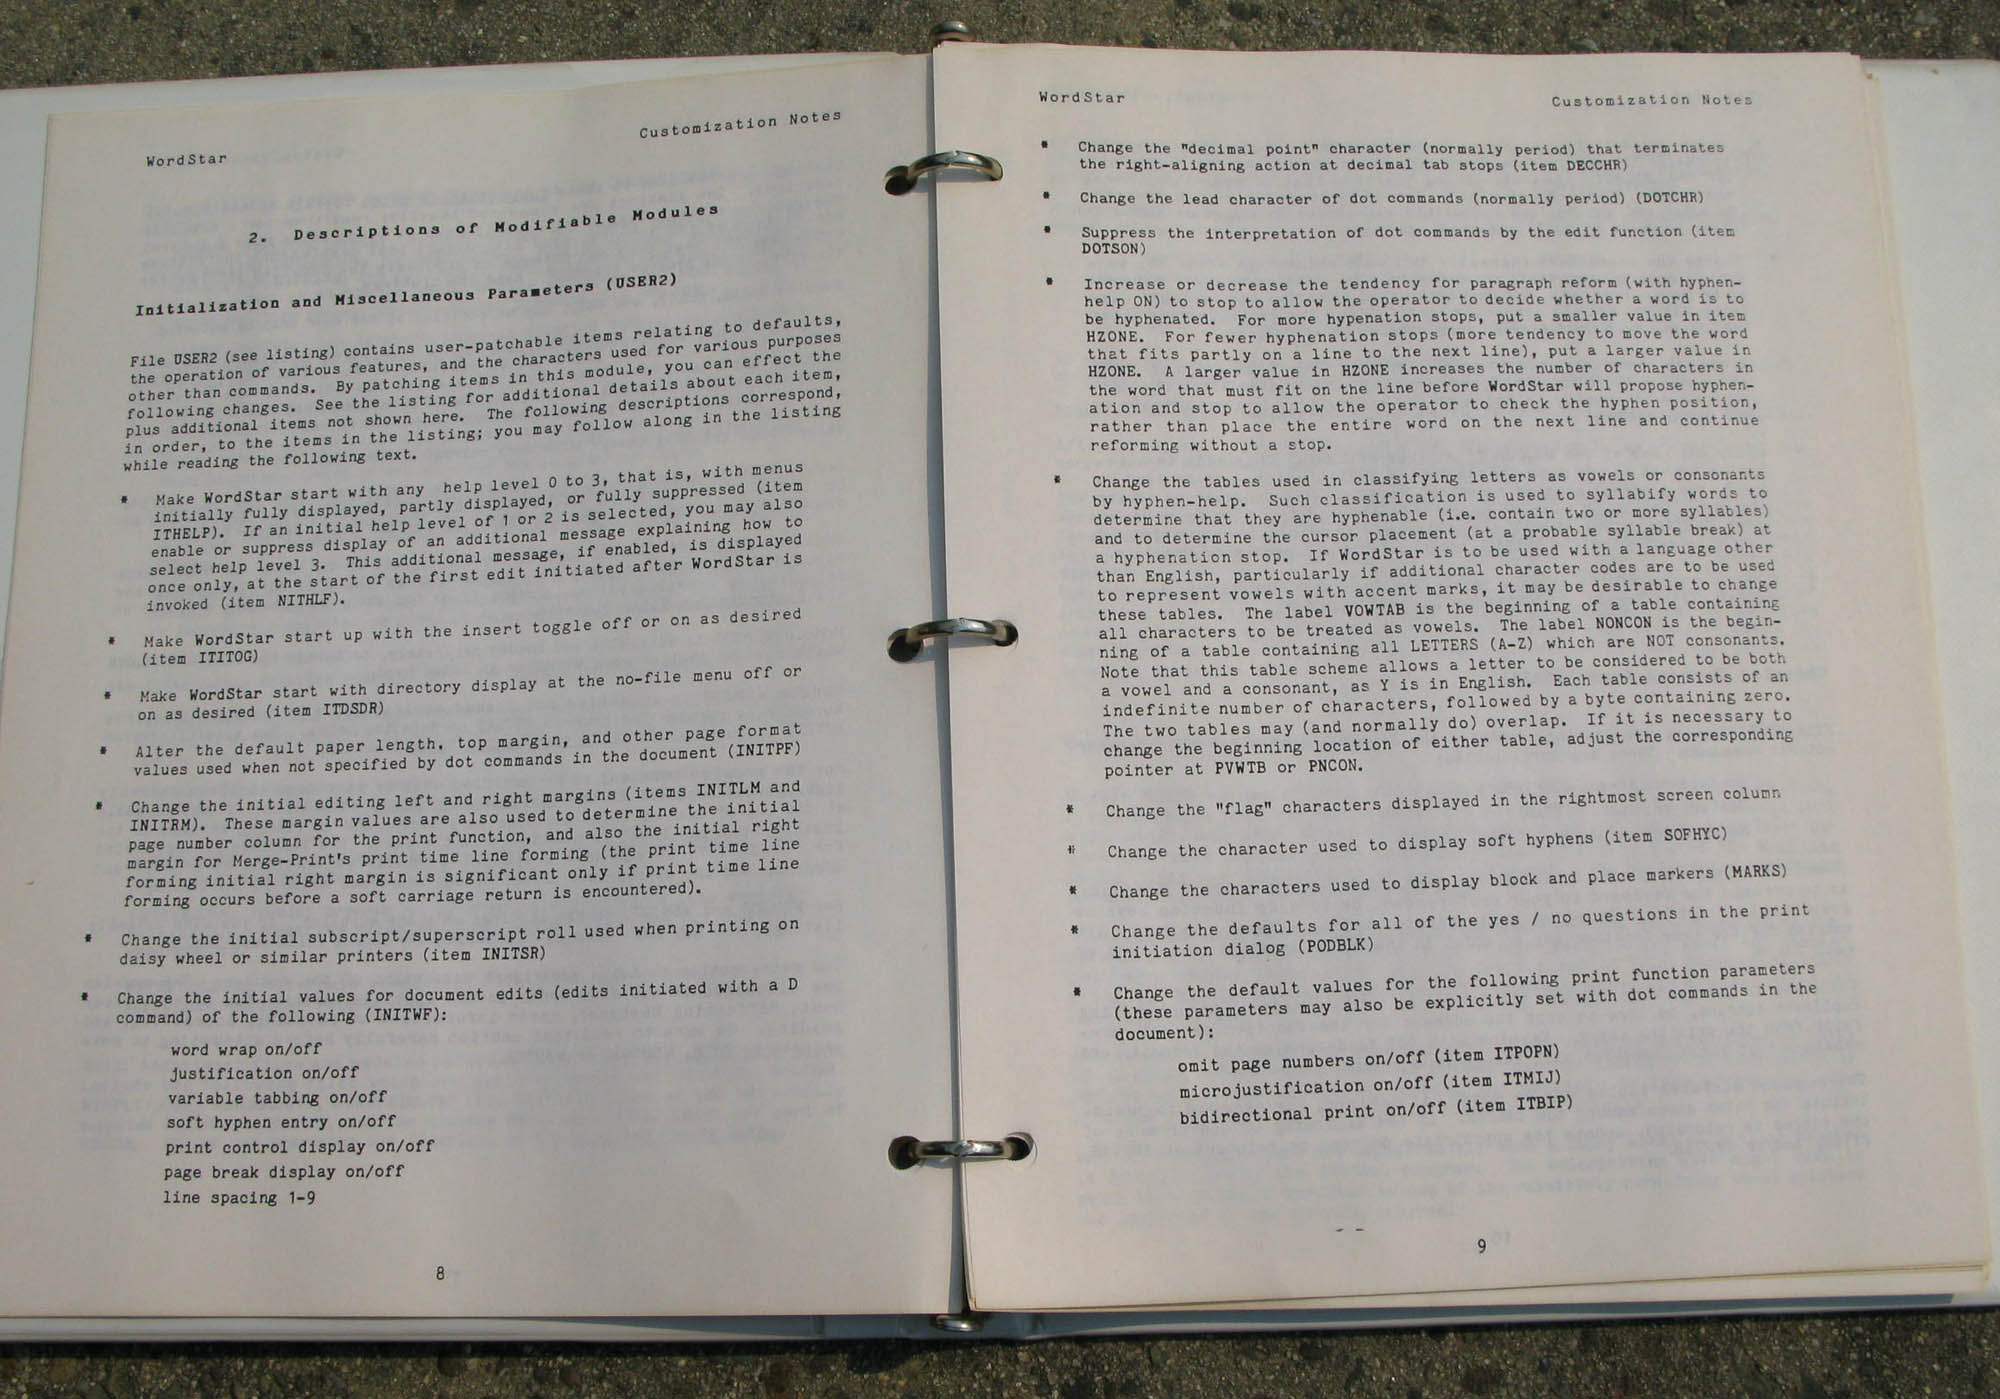 Customization Notes
WordStar
2. Descriptions of Modifiable Modules
Initialization and Miscellaneous Parameters (USER2)
File USER2 (see listing) contains user-patchable items relating to defaults,
the operation of various features, and the characters used for various purposes
other than commands. By patching items in this module, you can effect the
following changes. See the listing for additional details about each item,
plus additional items not shown here. The following descriptions correspond,
in order, to the items in the listing; you may follow along in the listing
while reading the following text.
* Make WordStar start with any help level 0 to 3, that is, with menus
initially fully displayed, partly displayed, or fully suppressed (item
ITHELP). If an initial help level of 1 or 2 is selected, you may also
enable or suppress display of an additional message explaining how to
select help level 3. This additional message, if enabled, is displayed
once only, at the start of the first edit initiated after WordStar is
invoked (item NITHLF).
* Make WordStar start up with the insert toggle off or on as desired
(item ITITOG)
* Make WordStar start with directory display at the no-file menu off or
on as desired (item ITDSDR)
* Alter the default paper length. top margin, and other page format
values used when not specified by dot commands in the document (INITPF)
* Change the initial editing left and right margins (items INITLM and
INITRM). These margin values are also used to determine the initial
page number column for the print function, and also the initial right
margin for Merge-Print's print time line forming (the print time line
forming initial right margin is significant only if print time line
forming occurs before a soft carriage return is encountered).
* Change the initial subscript/superscript roll used when printing on
daisy wheel or similar printers (item INITSR)
* Change the initial values for document edits (edits initiated with a D
command) of the following (INITWF):
word wrap on/off
justification on/off
variable tabbing on/off
soft hyphen entry on/off
print control display on/off
page break display on/off
line spacing 1-9
8
WordStar Customization Notes
* Change the "decimal point" character (normally period) that terminates
the right-aligning action at decimal tab stops (item DECCHR)
* Change the lead character of dot commands (normally period) (DOTCHR)
* Suppress the interpretation of dot commands by the edit function (item
DOTSON)
* Increase or decrease the tendency for paragraph reform (with hyphen-
help ON) to stop to allow the operator to decide whether a word is to
be hyphenated. For more hypenation stops, put a smaller value in item
HZONE. For fewer hyphenation stops (more tendency to move the word
that fits partly on a line to the next line), put a larger value in
HZONE. A larger value in HZONE increases the number of characters in
the word that must fit on the line before WordStar will propose hyphen-
ation and stop to allow the operator to check the hyphen position,
rather than place the entire word on the next line and continue
reforming without a stop.
* Change the tables used in classifying letters as vowels or consonants
by hyphen-help. Such classification is used to syllabify words to
determine that they are hyphenable (i.e. contain two or more syllables)
and to determine the cursor placement (at a probable syllable break) at
a hyphenation stop. If WordStar is to be used with a language other
than English, particularly if additional character codes are to be used
to represent vowels with accent marks, it may be desirable to change
these tables. The label VOWTAB is the beginning of a table containing
all characters to be treated as vowels. The label NONCON is the begin-
ning of a table containing all LETTERS (A-Z) which are NOT consonants.
Note that this table scheme allows a letter to be considered to be both
a vowel and a consonant, as Y is in English. Each table consists of an
indefinite number of characters, followed by a byte containing zero.
The two tables may (and normally do) overlap. If it is necessary to
change the beginning location of either table, adjust the corresponding
pointer at PVWTB or PNCON.
* Change the "flag" characters displayed in the rightmost screen column
* Change the character used to display soft hyphens (item SOFHYC)
* Change the characters used to display block and place markers (MARKS)
* Change the defaults for all of the yes / no questions in the print
initiation dialog (PODBLK)
* Change the default values for the following print function parameters
(these parameters may also be explicitly set with dot commands in the
document):
omit page numbers on/off (item ITPOPN)
microjustification on/off (item ITMIJ)
bidirectional print on/off (item ITBIP)
9